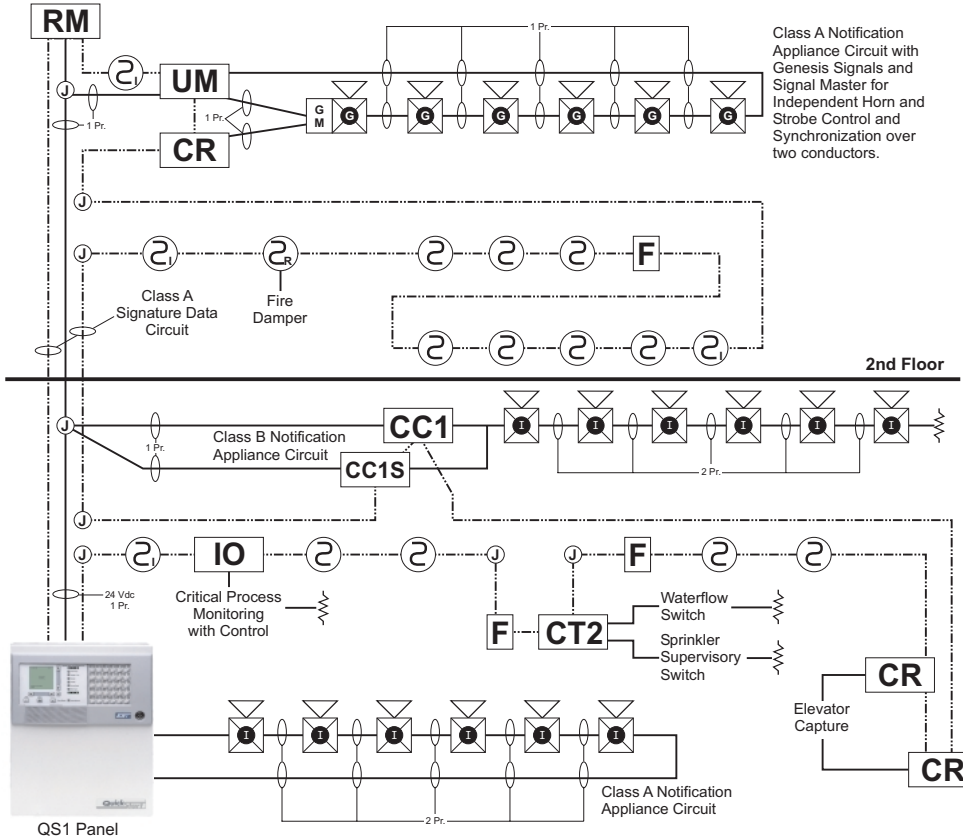 RM
J
1 Pr.
1 Pr.
I
UM
CR
1 Pr.
G
M
G
G
G
G
G
G
1 Pr.
Class A Notification
Appliance Circuit with
Genesis Signals and
Signal Master for
Independent Horn and
Strobe Control and
Synchronization over
two conductors.
J
J
I
R
F
Class A
Signature Data
Circuit
Fire
Damper
I
2nd Floor
J
1 Pr.
Class B Notification
Appliance Circuit
CC1
CC1S
I
I
I
I
I
I
2 Pr.
J
J
I
IO
J
J
F
24 Vdc
1 Pr.
Critical Process
Monitoring
with Control
F
CT2
Waterflow
Switch
Sprinkler
Supervisory
Switch
CR
Elevator
Capture
CR
I
I
I
I
I
I
2 Pr.
Class A Notification
Appliance Circuit
QS1 Panel